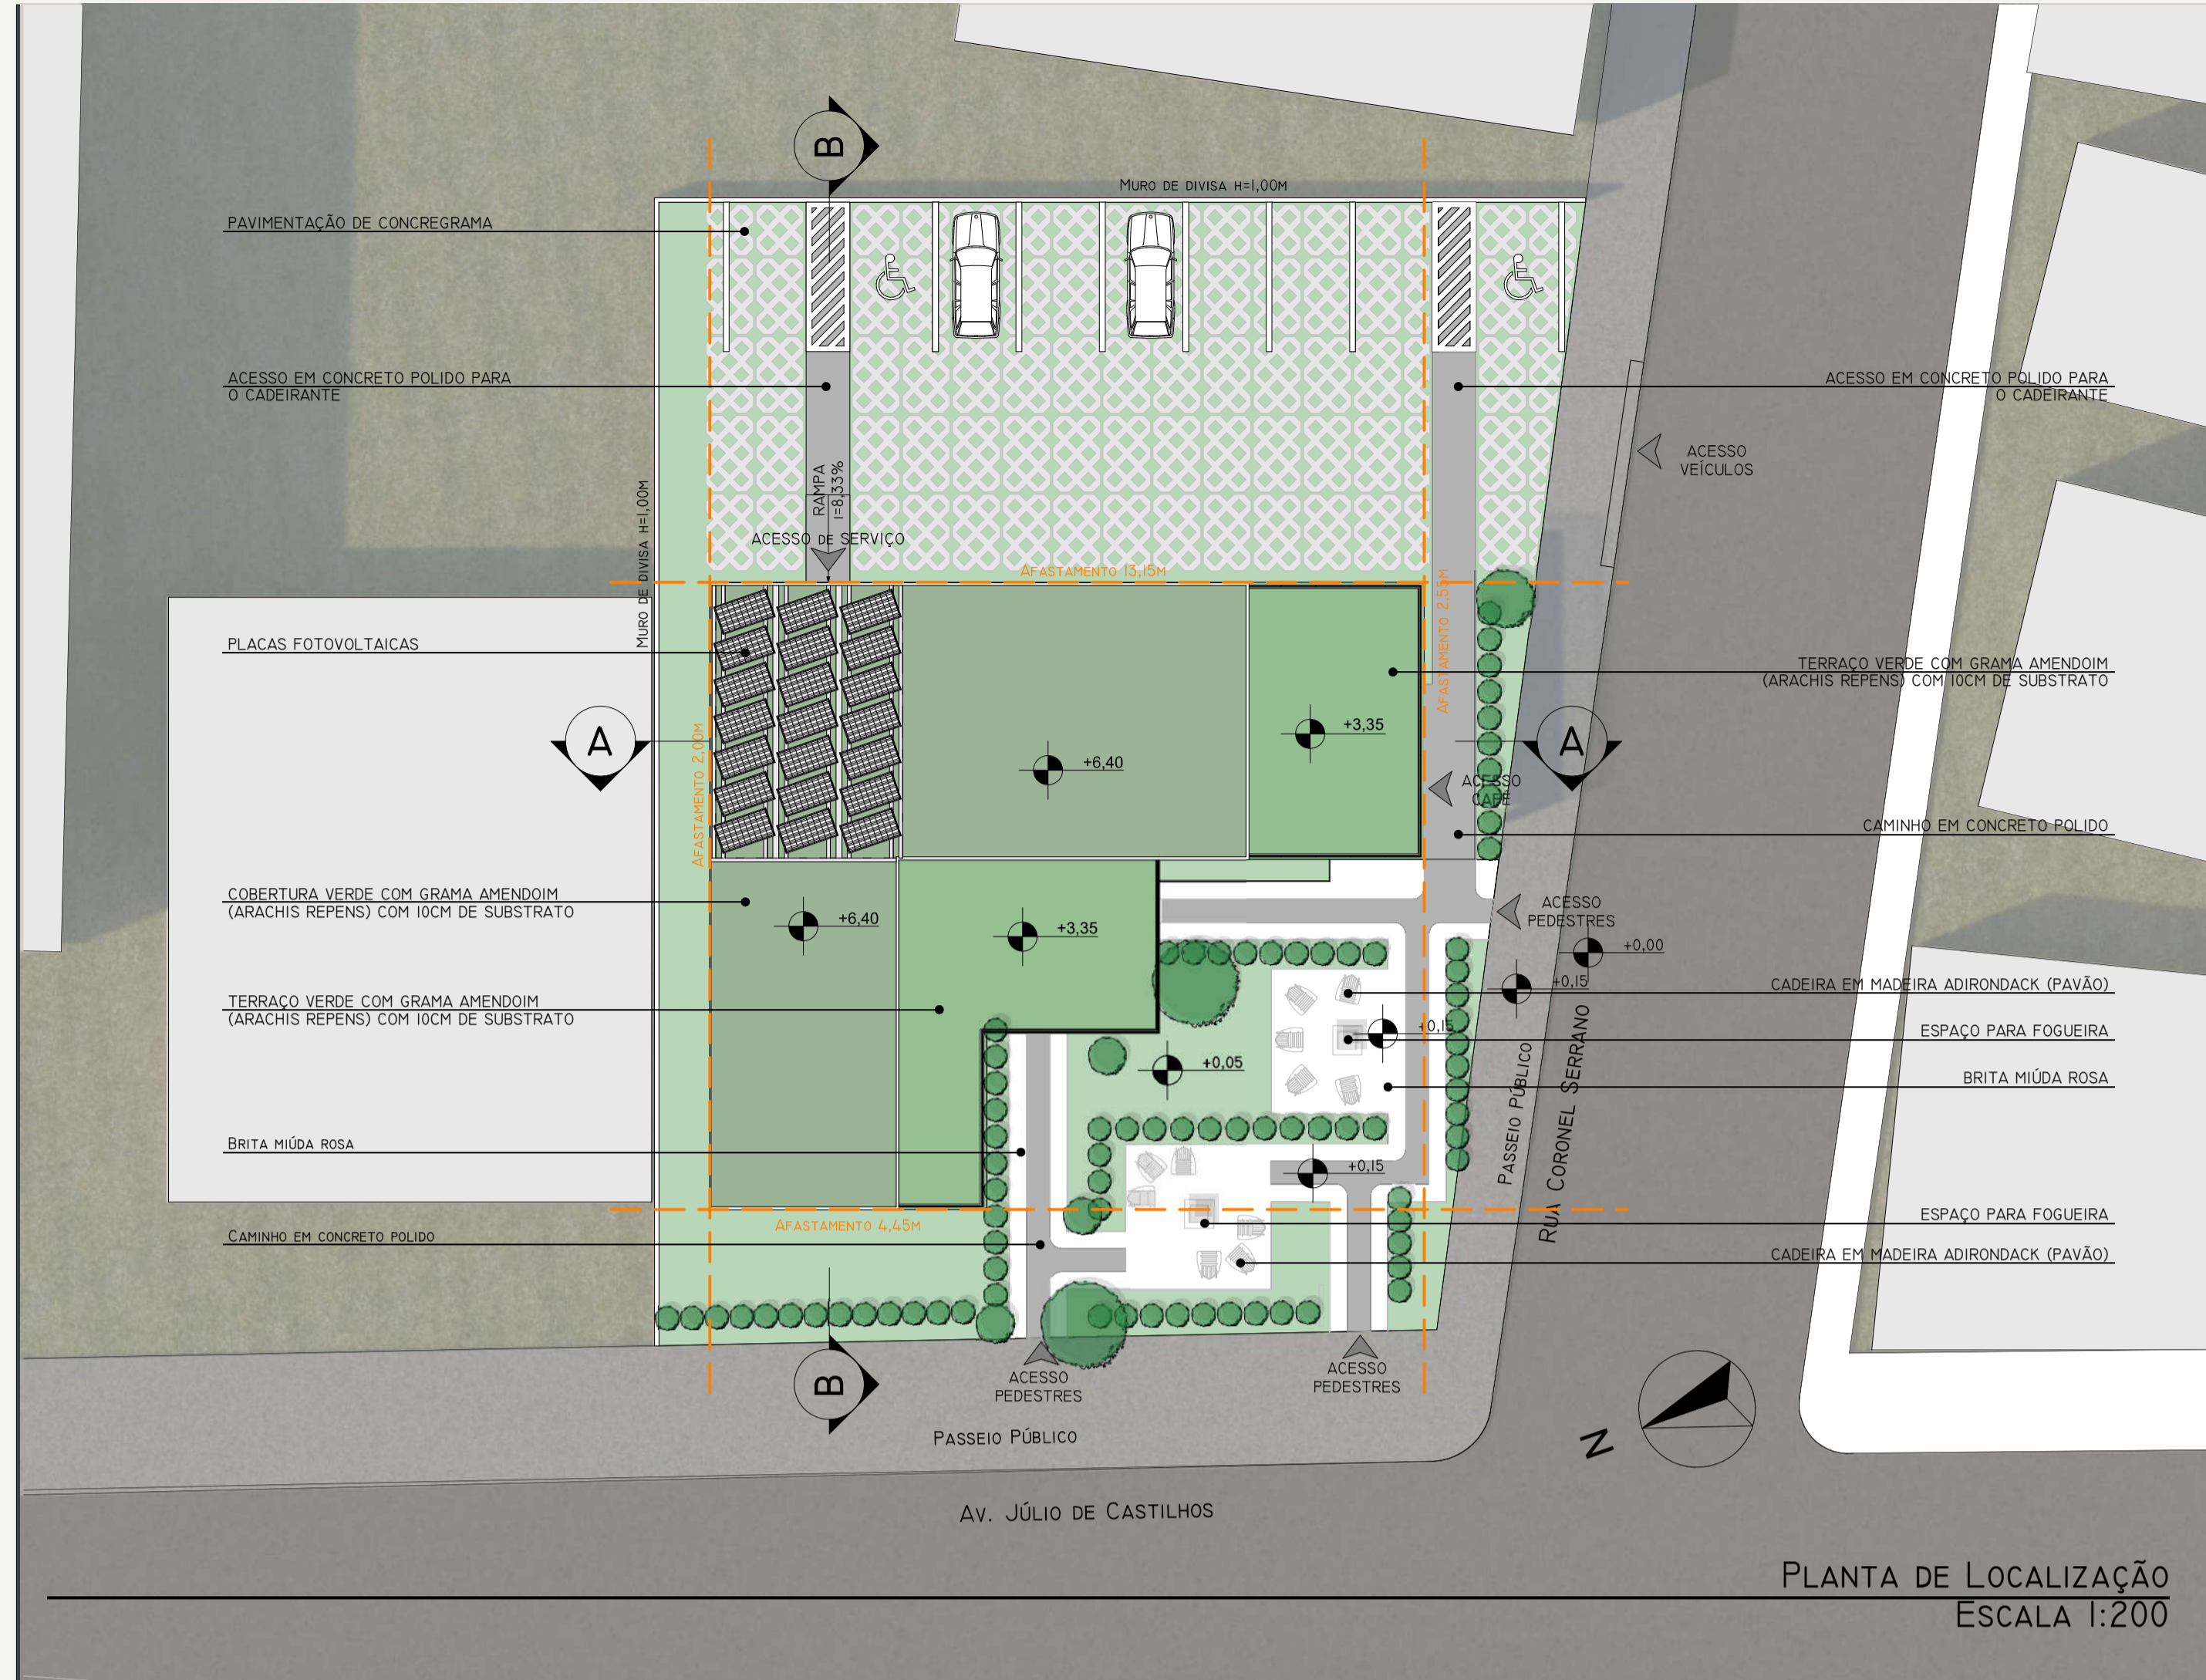 B
MURO DE DIVISA H=1,00M
PAVIMENTAÇÃO DE CONCREGRAMA
ACESSO EM CONCRETO POLIDO PARA
O CADEIRANTE
ACESSO EM CONCRETO POLIDO PARA
O CADEIRANTE
ACESSO
VEÍCULOS
RAMPA
I=8,33%
MURO DE DIVISA H=1,00M
ACESSO DE SERVIÇO
AFASTAMENTO 13,15M
AFASTAMENTO 2,55M
PLACAS FOTOVOLTAICAS
TERRAÇO VERDE COM GRAMA AMENDOIM
(ARACHIS REPENS) COM 10CM DE SUBSTRATO
+3,35
A
A
+6,40
AFASTAMENTO 2,00M
ACESSO
CAFÉ
CAMINHO EM CONCRETO POLIDO
COBERTURA VERDE COM GRAMA AMENDOIM
(ARACHIS REPENS) COM 10CM DE SUBSTRATO
+6,40
+3,35
ACESSO
PEDESTRES
+0,00
+0,15
CADEIRA EM MADEIRA ADIRONDACK (PAVÃO)
TERRAÇO VERDE COM GRAMA AMENDOIM
(ARACHIS REPENS) COM 10CM DE SUBSTRATO
+0,15
ESPAÇO PARA FOGUEIRA
+0,05
BRITA MIÚDA ROSA
PASSEIO PÚBLICO
RUA CORONEL SERRANO
BRITA MIÚDA ROSA
+0,15
ESPAÇO PARA FOGUEIRA
AFASTAMENTO 4,45M
CAMINHO EM CONCRETO POLIDO
CADEIRA EM MADEIRA ADIRONDACK (PAVÃO)
B
ACESSO
PEDESTRES
ACESSO
PEDESTRES
PASSEIO PÚBLICO
N
AV. JÚLIO DE CASTILHOS
PLANTA DE LOCALIZAÇÃO
ESCALA 1:200